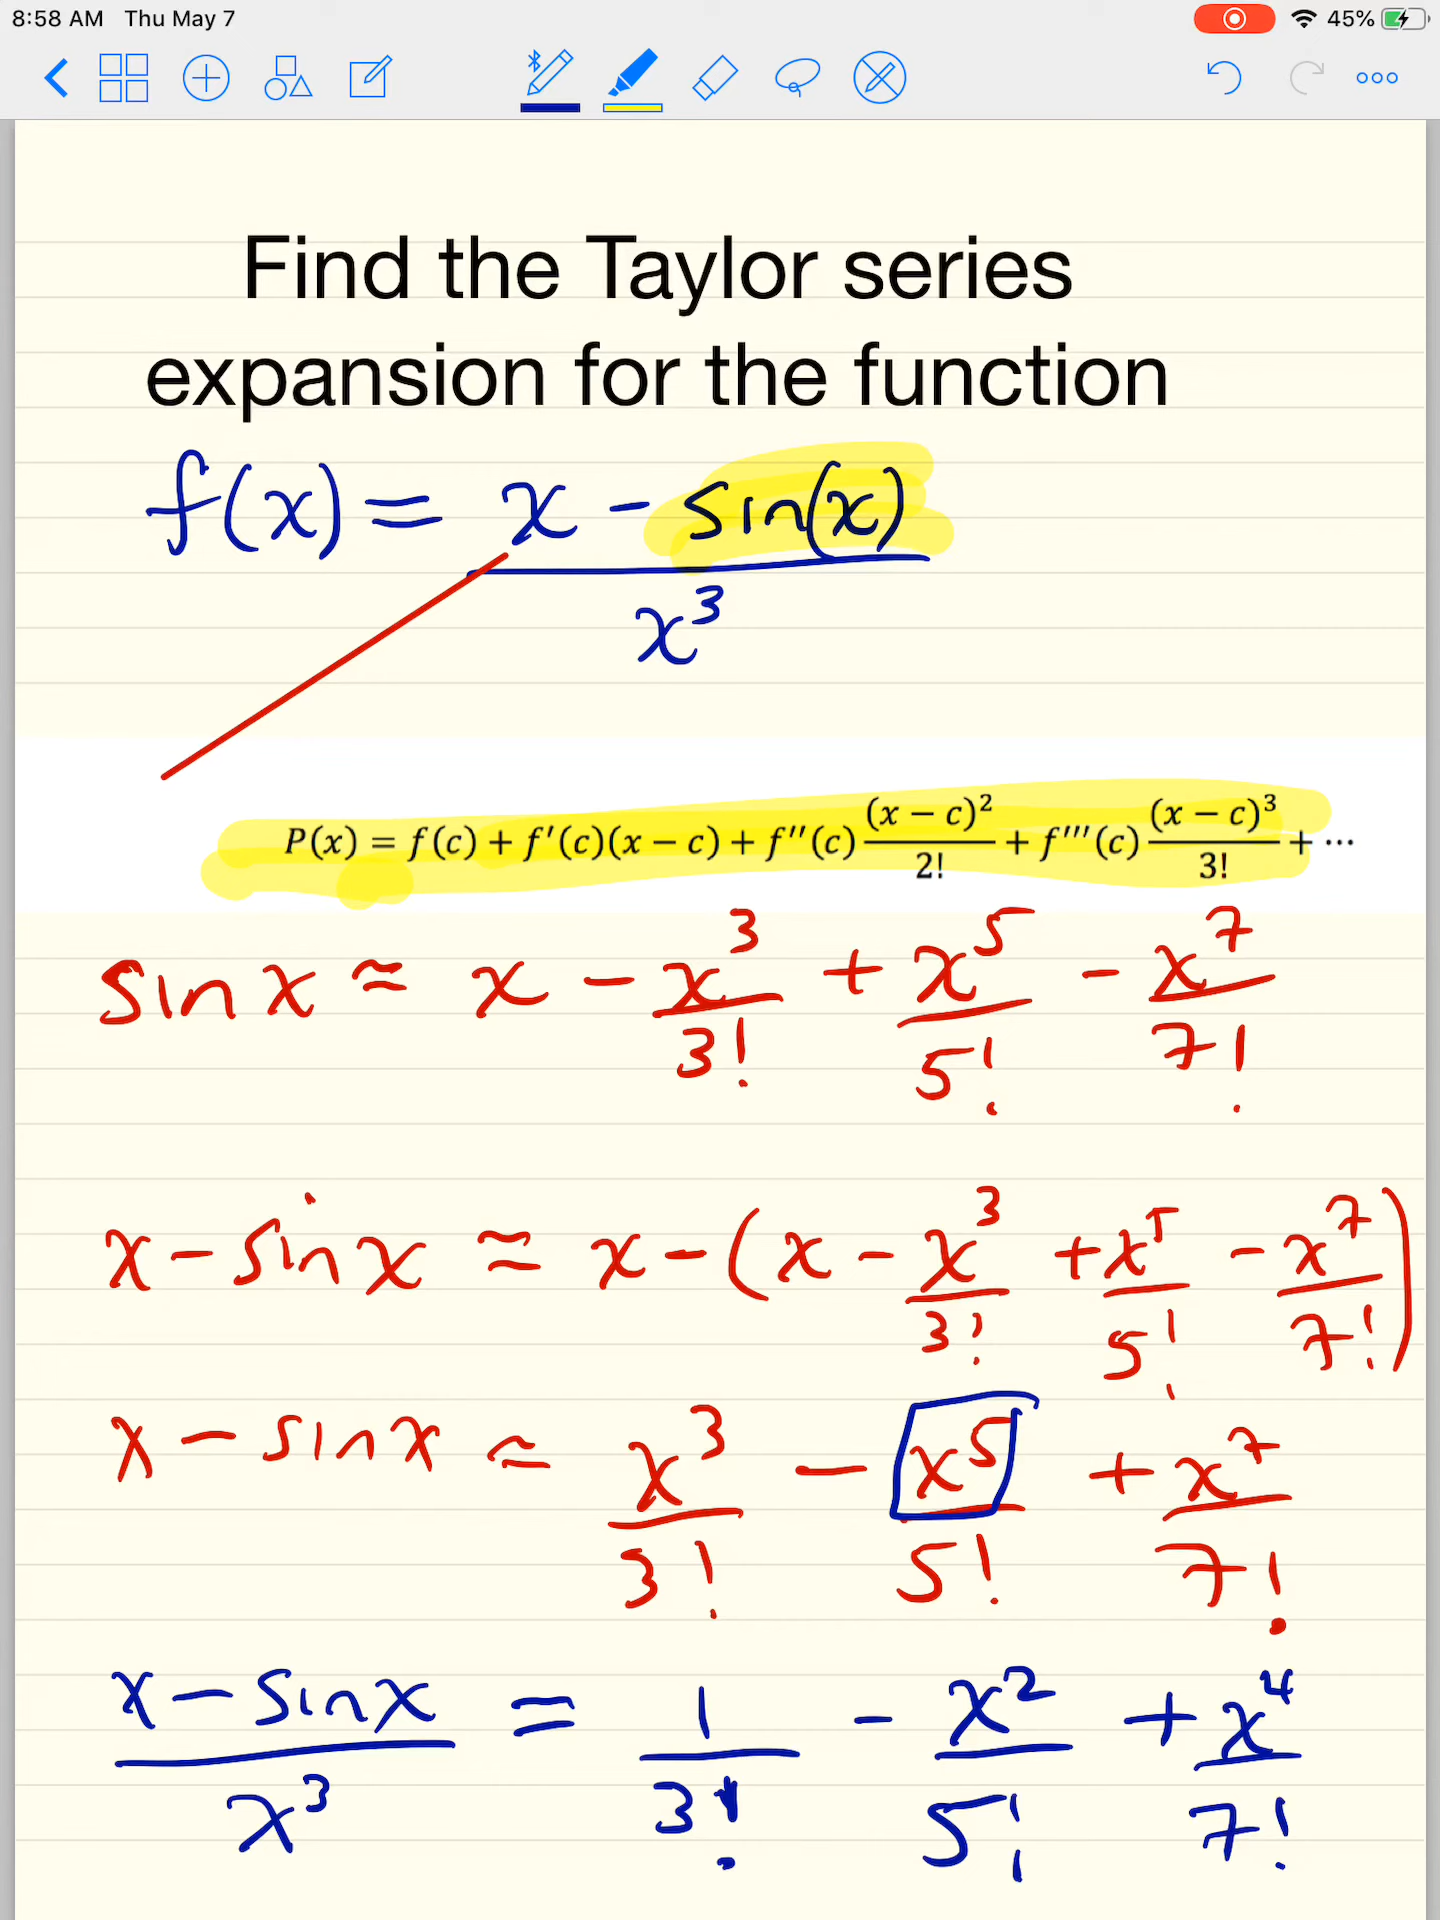 8:58 AM Thu May 7 45%
Find the Taylor series
expansion for the function
f(x) = x - sin(x)
x³
P(x) = f(c) + f′(c)(x − c) + f″(c) (x − c)²/2! + f‴(c) (x − c)³/3! + ⋯
sin x ≈ x - x³/3! + x⁵/5! - x⁷/7!
x - sin x ≈ x - (x - x³/3! + x⁵/5! - x⁷/7!)
x - sin x ≈ x³/3! - x⁵/5! + x⁷/7!
x - sin x/x³ = 1/3! - x²/5! + x⁴/7!